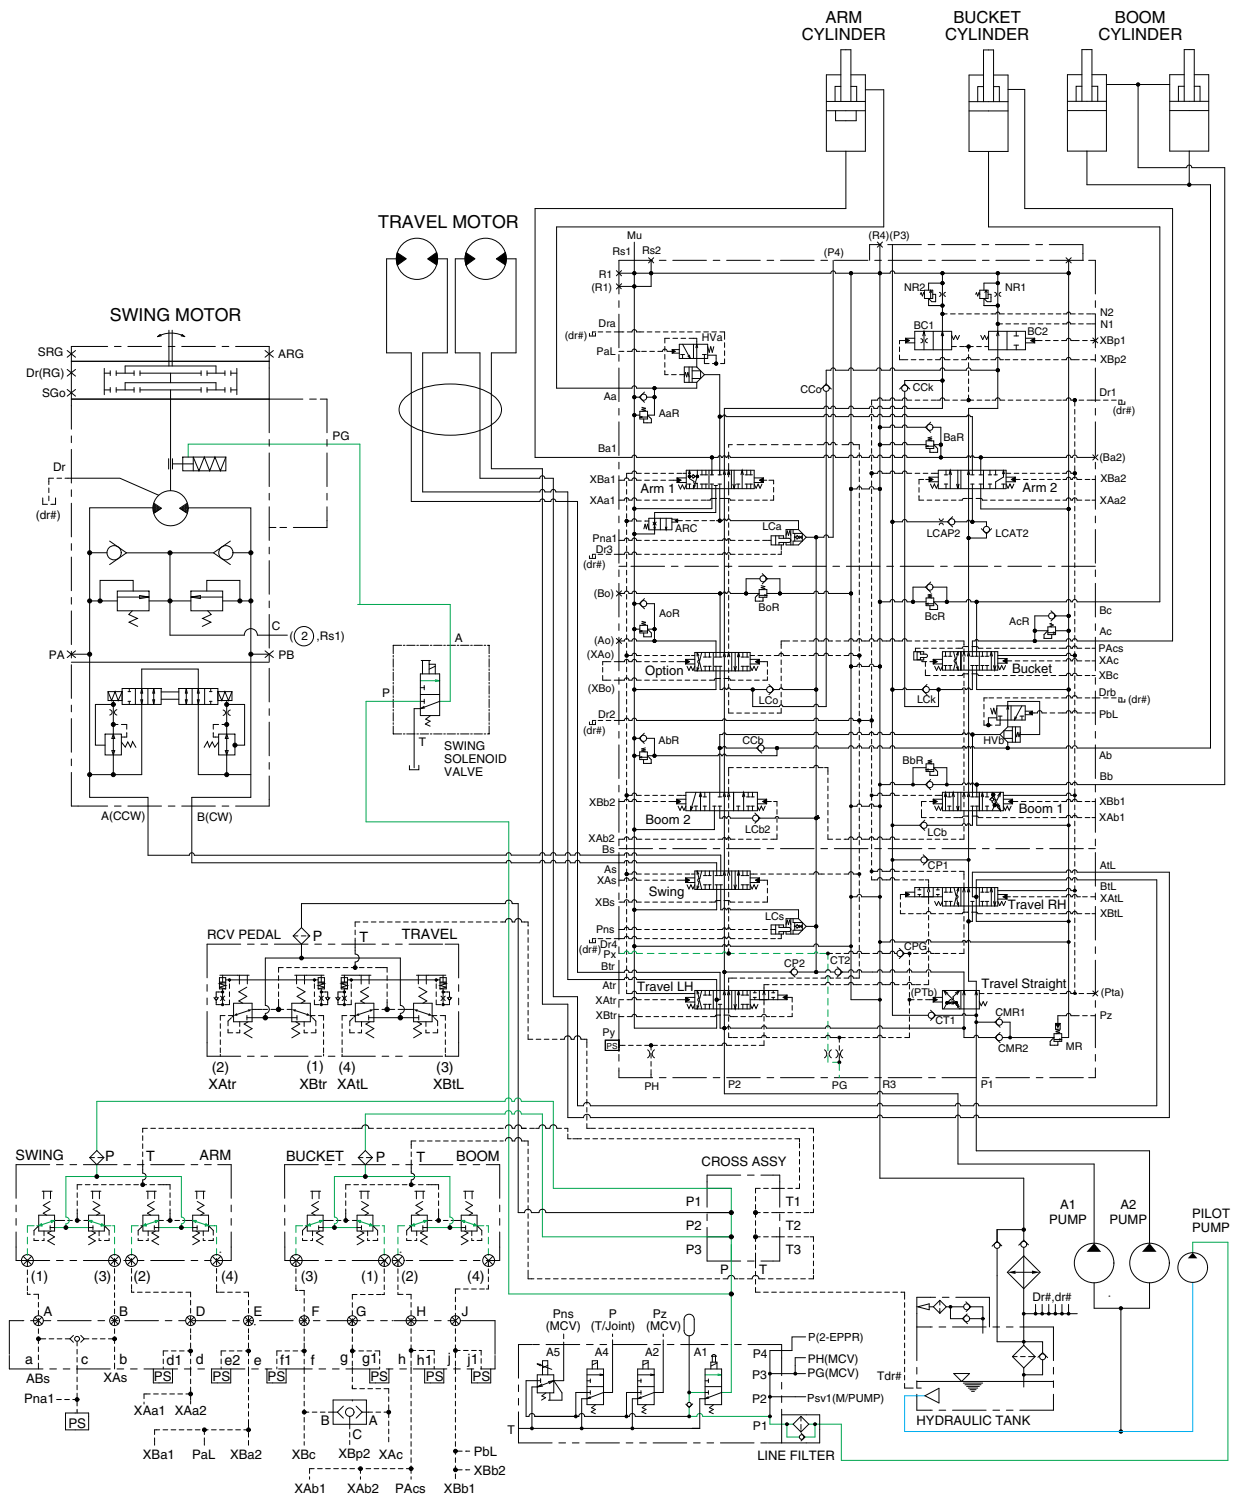 ARM
CYLINDER
BUCKET
CYLINDER
BOOM
CYLINDER
TRAVEL MOTOR
SWING MOTOR
SRG
ARG
Dr(RG)
SGo
PG
Dr
(dr#)
C
(②,Rs1)
PA
PB
A(CCW)
B(CW)
A
P
T
SWING
SOLENOID
VALVE
Mu
Rs1
Rs2
(P4)
(R4)(P3)
R1
(R1)
NR2
NR1
N2
N1
Dra
(dr#)
HVa
BC1
BC2
XBp1
PaL
XBp2
CCo
CCk
Aa
AaR
Dr1
(dr#)
BaR
Ba1
(Ba2)
XBa1
Arm 1
Arm 2
XBa2
XAa1
XAa2
ARC
LCa
LCAP2
LCAT2
Pna1
Dr3
(dr#)
(Bo)
BoR
BcR
Bc
AoR
AcR
Ac
(Ao)
PAcs
(XAo)
Option
Bucket
XAc
(XBo)
XBc
LCo
LCk
Drb
(dr#)
Dr2
(dr#)
PbL
AbR
CCb
HVb
Ab
BbR
Bb
XBb2
Boom 2
Boom 1
XBb1
XAb1
LCb2
LCb
XAb2
Bs
CP1
AtL
As
XAs
Swing
BtL
XAtL
Travel RH
XBs
XBtL
LCs
Pns
Dr4
(dr#)
Px
CPG
Btr
CP2
CT2
Atr
Travel LH
Travel Straight
XAtr
(PTb)
(Pta)
XBtr
CT1
CMR1
Pz
Py
PS
CMR2
MR
PH
P2
PG
R3
P1
RCV PEDAL
P
T
TRAVEL
(2)
(1)
(4)
(3)
XAtr
XBtr
XAtL
XBtL
SWING
P
T
ARM
BUCKET
P
T
BOOM
(1)
(3)
(2)
(4)
(3)
(1)
(2)
(4)
A
B
D
E
F
G
H
J
a
c
b
d1
d
e2
e
f1
f
g
g1
h
h1
j
j1
ABs
XAs
PS
PS
PS
PS
PS
PS
Pna1
PS
XAa1
XAa2
XBa1
PaL
XBa2
B
A
C
XBc
XBp2
XAc
XAb1
XAb2
PAcs
XBb1
PbL
XBb2
CROSS ASSY
P1
T1
P2
T2
P3
T3
P
T
Pns
(MCV)
P
(T/Joint)
Pz
(MCV)
A5
A4
A2
A1
P4
P(2-EPPR)
PH(MCV)
P3
PG(MCV)
P2
Psv1(M/PUMP)
P1
T
LINE FILTER
A1
PUMP
A2
PUMP
PILOT
PUMP
Dr#,dr#
Tdr#
HYDRAULIC TANK